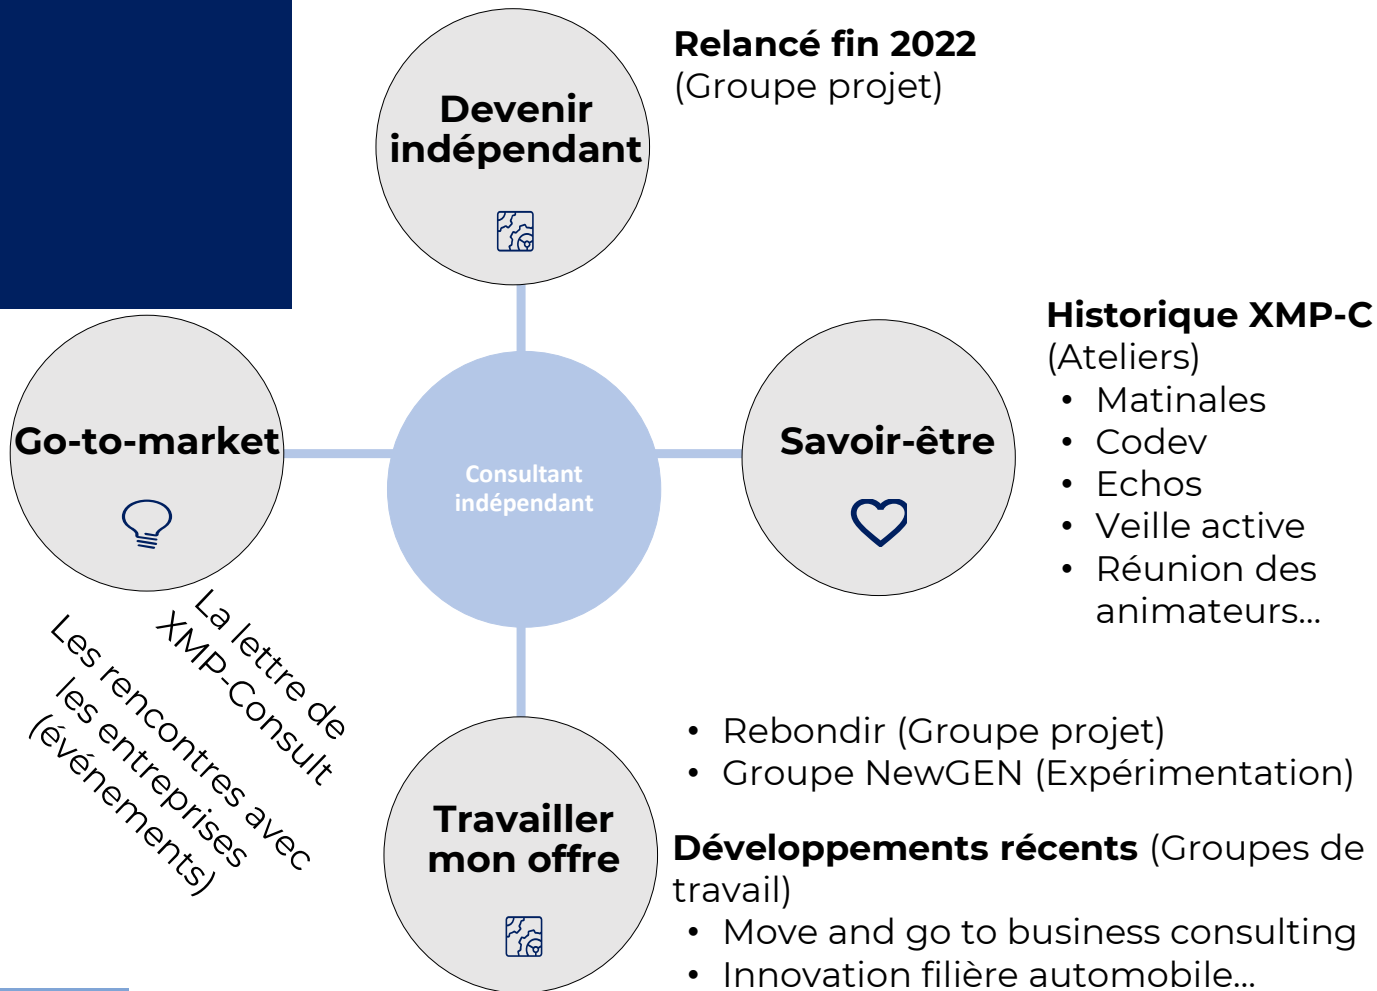 Relancé fin 2022
(Groupe projet)
Devenir
indépendant
Historique XMP-C
(Ateliers)
• Matinales
• Codev
• Echos
• Veille active
• Réunion des
animateurs...
Go-to-market
Consultant
indépendant
Savoir-être
La lettre de
XMP-Consult
Les rencontres avec
les entreprises
(événements)
• Rebondir (Groupe projet)
• Groupe NewGEN (Expérimentation)
Travailler
mon offre
Développements récents (Groupes de
travail)
• Move and go to business consulting
• Innovation filière automobile...